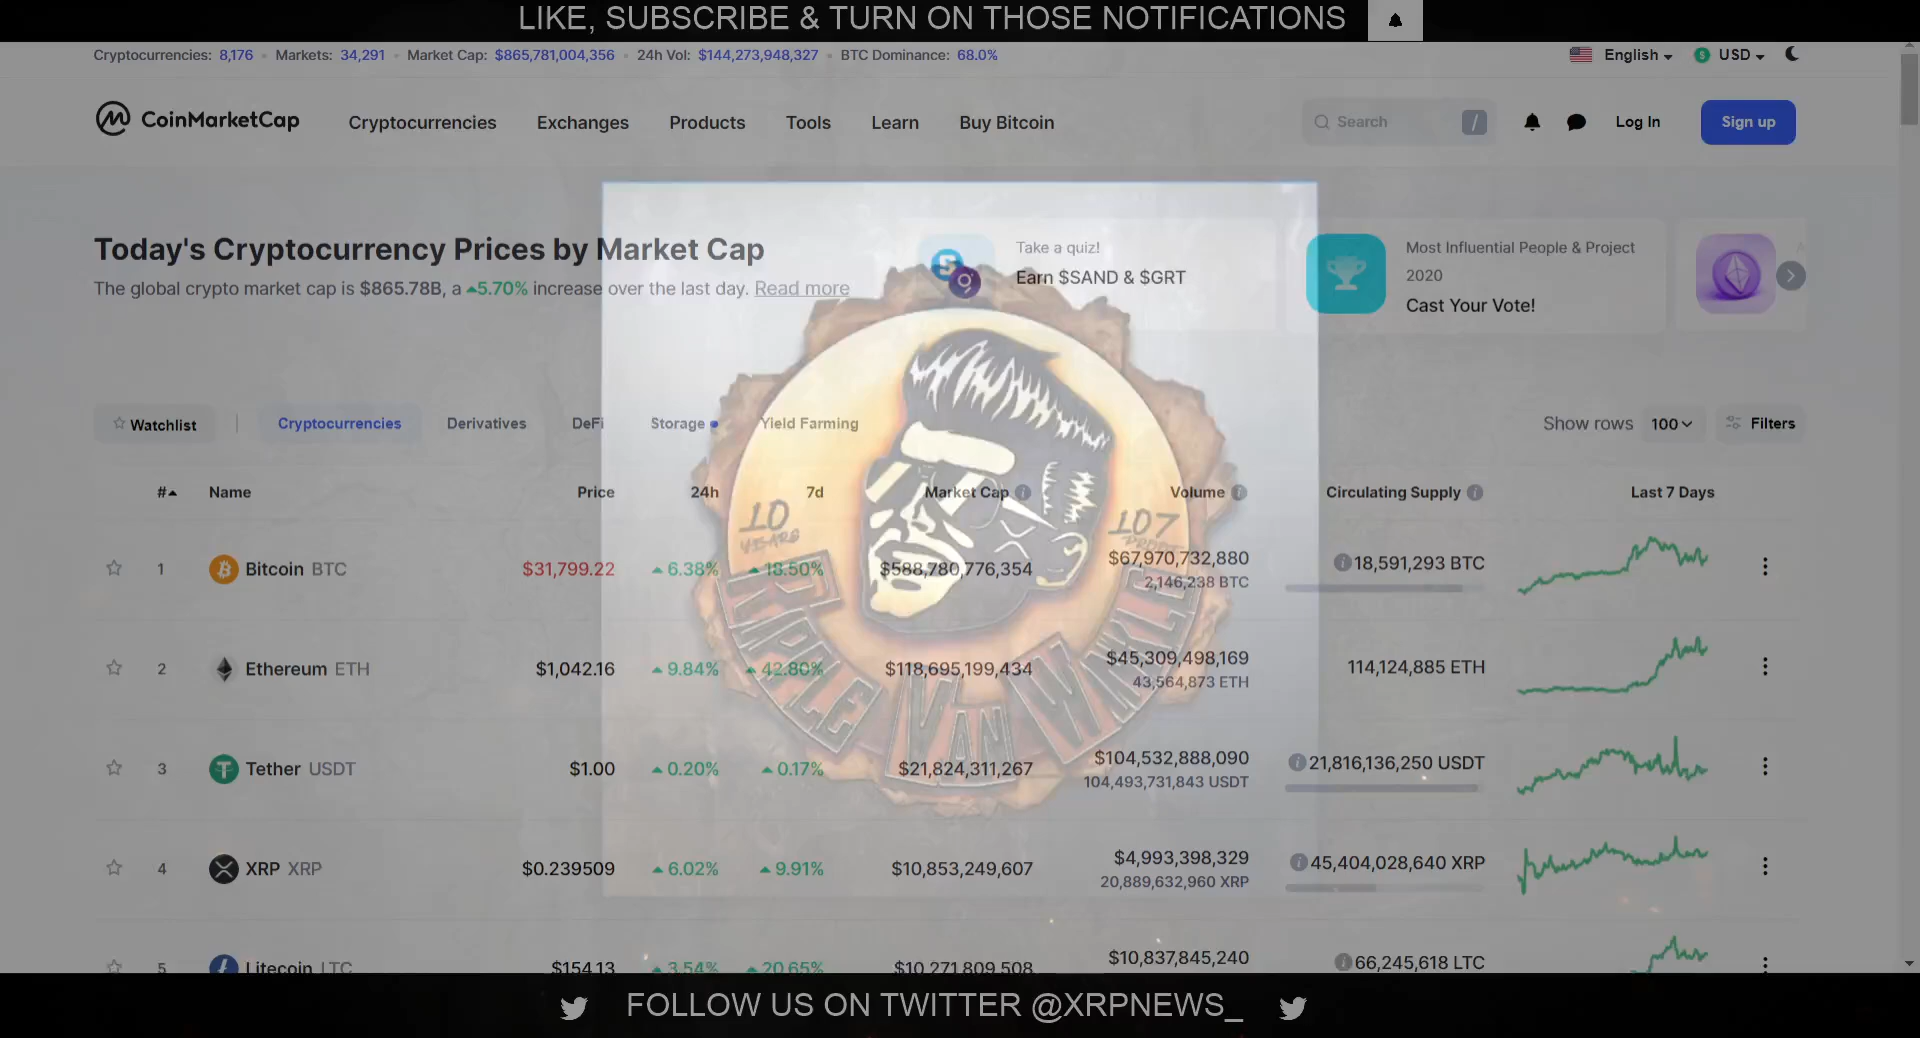 LIKE, SUBSCRIBE & TURN ON THOSE NOTIFICATIONS
Cryptocurrencies: 8,176 Markets: 34,291 Market Cap: $865,781,004,356 24h Vol: $144,273,948,327 BTC Dominance: 68.0% English USD
CoinMarketCap Cryptocurrencies Exchanges Products Tools Learn Buy Bitcoin Search / Log In Sign up
Today's Cryptocurrency Prices by Market Cap
The global crypto market cap is $865.78B, a 5.70% increase over the last day. Read more
Take a quiz!
Earn $SAND & $GRT
Most Influential People & Project
2020
Cast Your Vote!
Watchlist Cryptocurrencies Derivatives DeFi Storage Yield Farming Show rows 100 Filters
# Name Price 24h 7d Market Cap Volume Circulating Supply Last 7 Days
1 Bitcoin BTC $31,799.22 6.38% 18.50% $588,780,776,354 $67,970,732,880 18,591,293 BTC
2,146,238 BTC
2 Ethereum ETH $1,042.16 9.84% 42.80% $118,695,199,434 $45,309,498,169 114,124,885 ETH
43,564,873 ETH
3 Tether USDT $1.00 0.20% 0.17% $21,824,311,267 $104,532,888,090 21,816,136,250 USDT
104,493,731,843 USDT
4 XRP XRP $0.239509 6.02% 9.91% $10,853,249,607 $4,993,398,329 45,404,028,640 XRP
20,889,632,960 XRP
5 Litecoin LTC $154.13 3.54% 20.65% $10,271,809,508 $10,837,845,240 66,245,618 LTC
10
YEARS
107
PROOF
RIPPLE VAN WINKLE
FOLLOW US ON TWITTER @XRPNEWS_